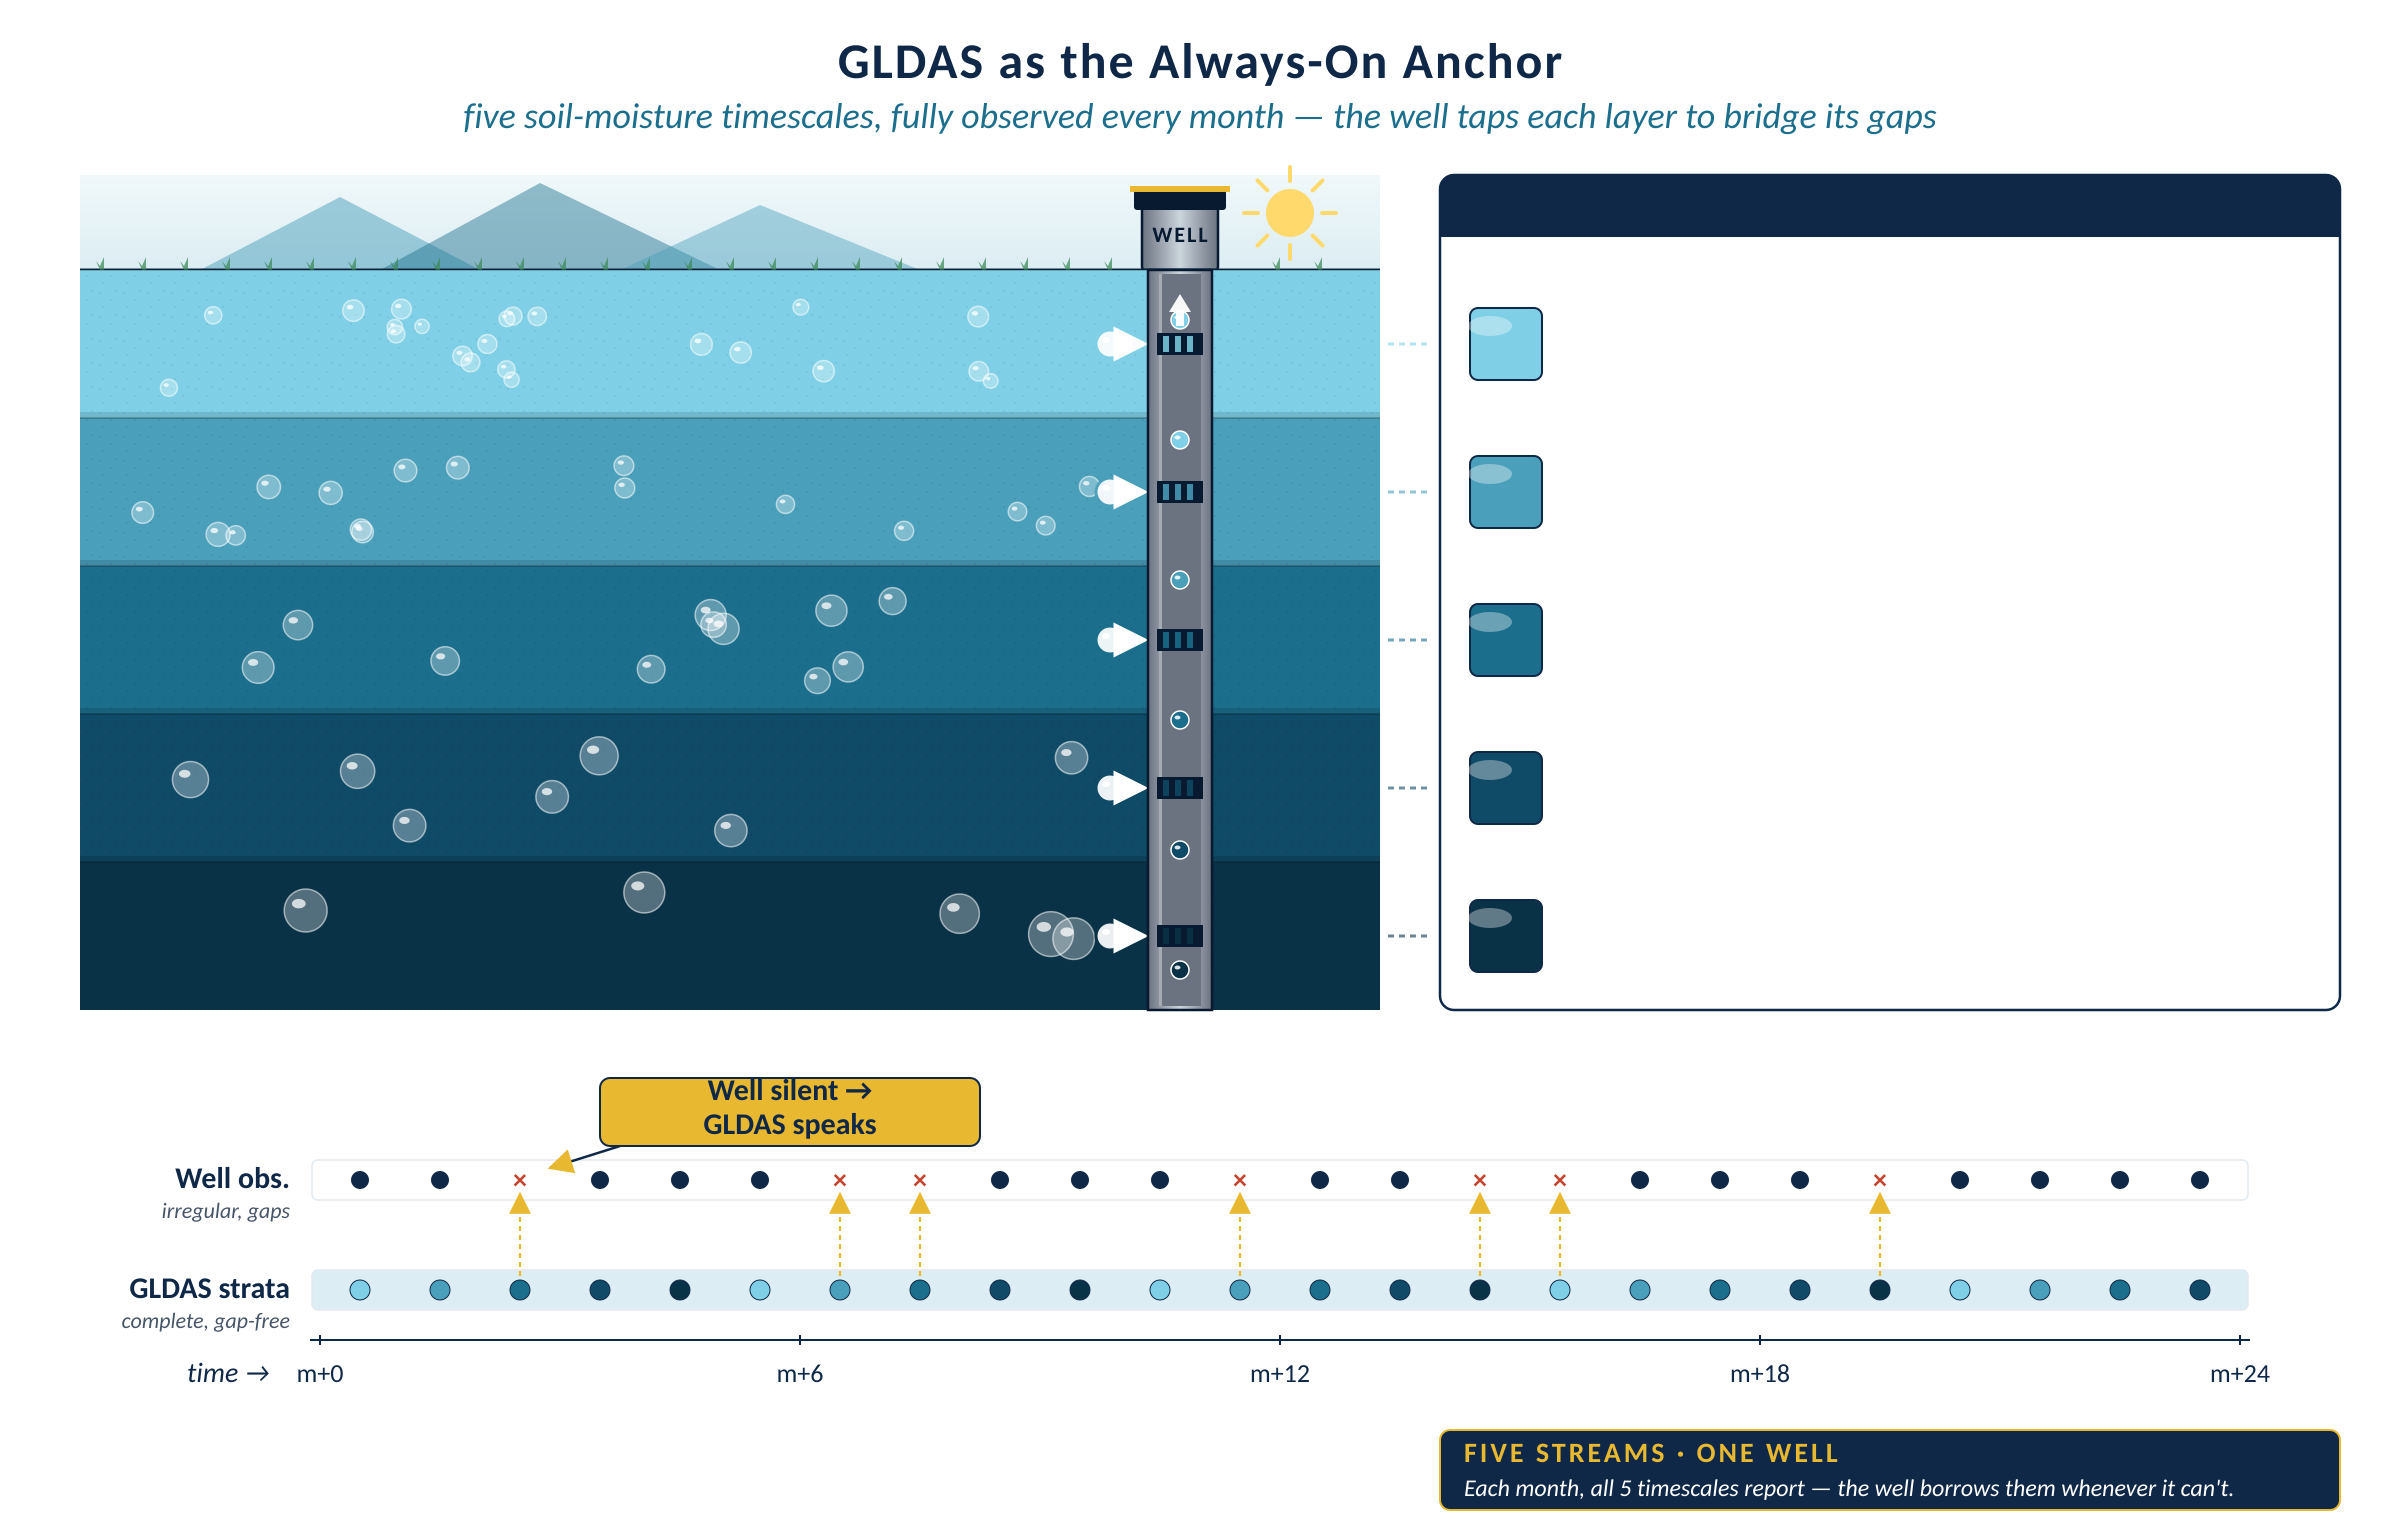 GLDAS as the Always-On Anchor
five soil-moisture timescales, fully observed every month — the well taps each layer to bridge its gaps
WELL
Well silent →
GLDAS speaks
Well obs.
irregular, gaps
GLDAS strata
complete, gap-free
time → m+0 m+6 m+12 m+18 m+24
FIVE STREAMS · ONE WELL
Each month, all 5 timescales report — the well borrows them whenever it can't.